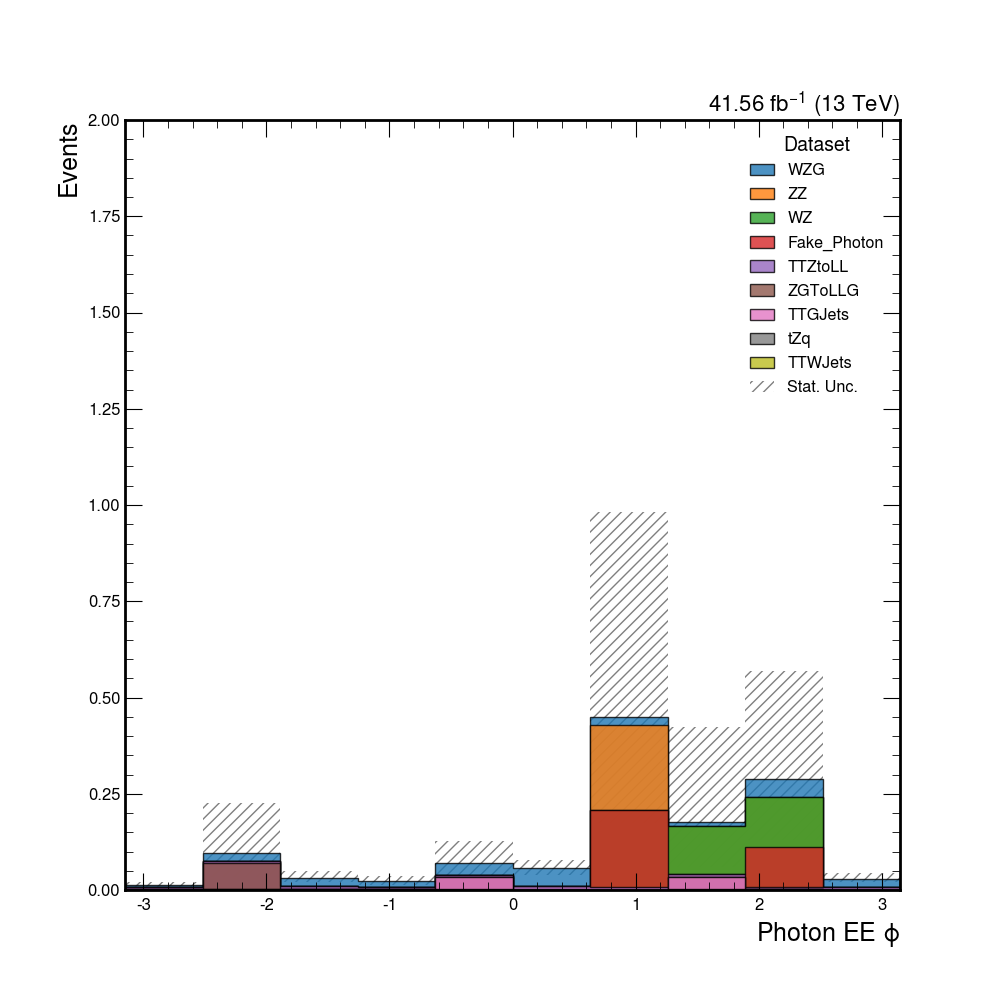 41.56 fb⁻¹ (13 TeV)
Events
2.00
1.75
1.50
1.25
1.00
0.75
0.50
0.25
0.00
Dataset
WZG
ZZ
WZ
Fake_Photon
TTZtoLL
ZGToLLG
TTGJets
tZq
TTWJets
Stat. Unc.
-3 -2 -1 0 1 2 3
Photon EE ϕ